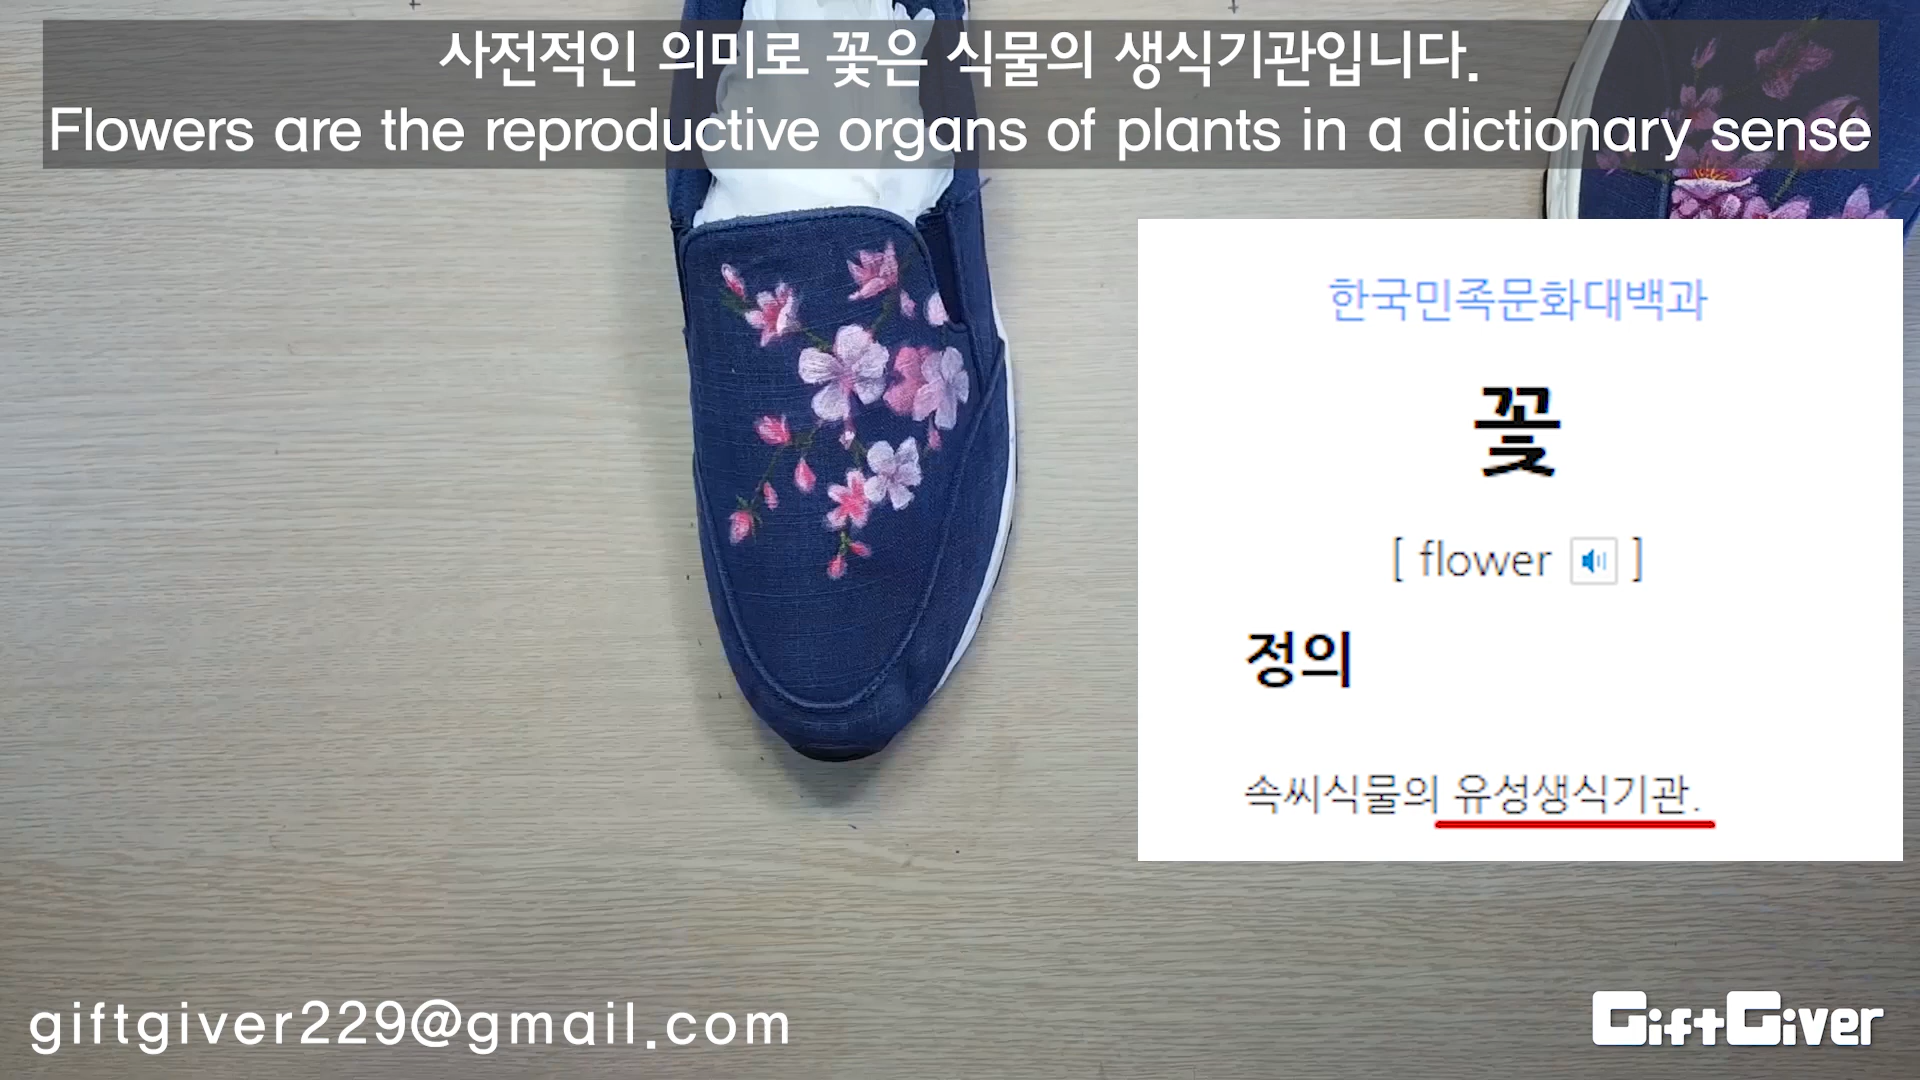 사전적인 의미로 꽃은 식물의 생식기관입니다.
Flowers are the reproductive organs of plants in a dictionary sense
한국민족문화대백과
꽃
[ flower ]
정의
속씨식물의 유성생식기관.
giftgiver229@gmail.com
GiftGiver